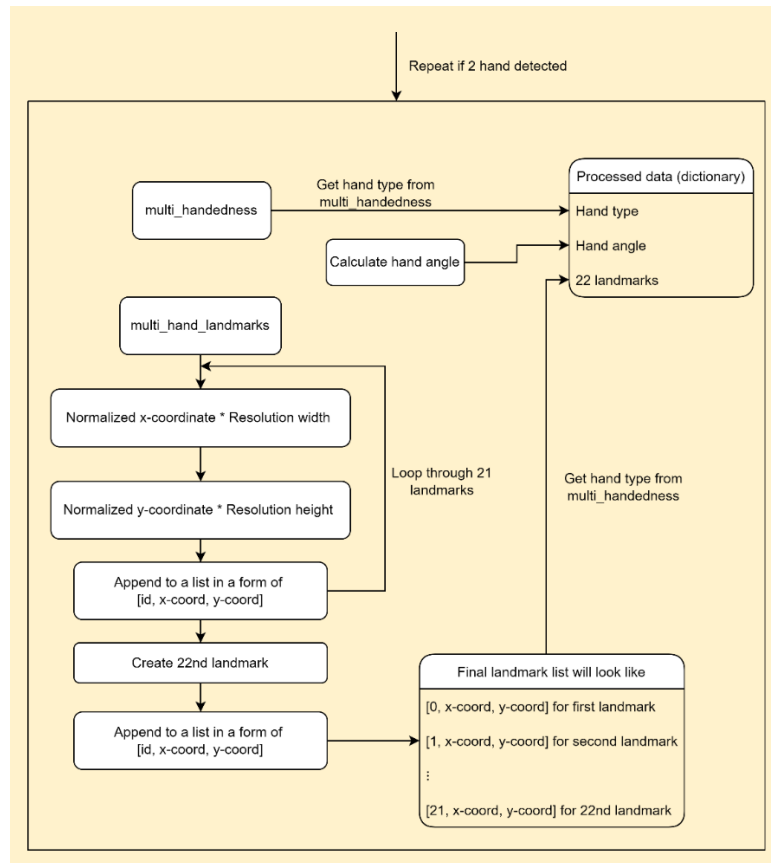 Repeat if 2 hand detected
multi_handedness
Get hand type from
multi_handedness
Processed data (dictionary)
Hand type
Hand angle
22 landmarks
Calculate hand angle
multi_hand_landmarks
Normalized x-coordinate * Resolution width
Loop through 21
landmarks
Normalized y-coordinate * Resolution height
Get hand type from
multi_handedness
Append to a list in a form of
[id, x-coord, y-coord]
Create 22nd landmark
Append to a list in a form of
[id, x-coord, y-coord]
Final landmark list will look like
[0, x-coord, y-coord] for first landmark
[1, x-coord, y-coord] for second landmark
⋮
[21, x-coord, y-coord] for 22nd landmark